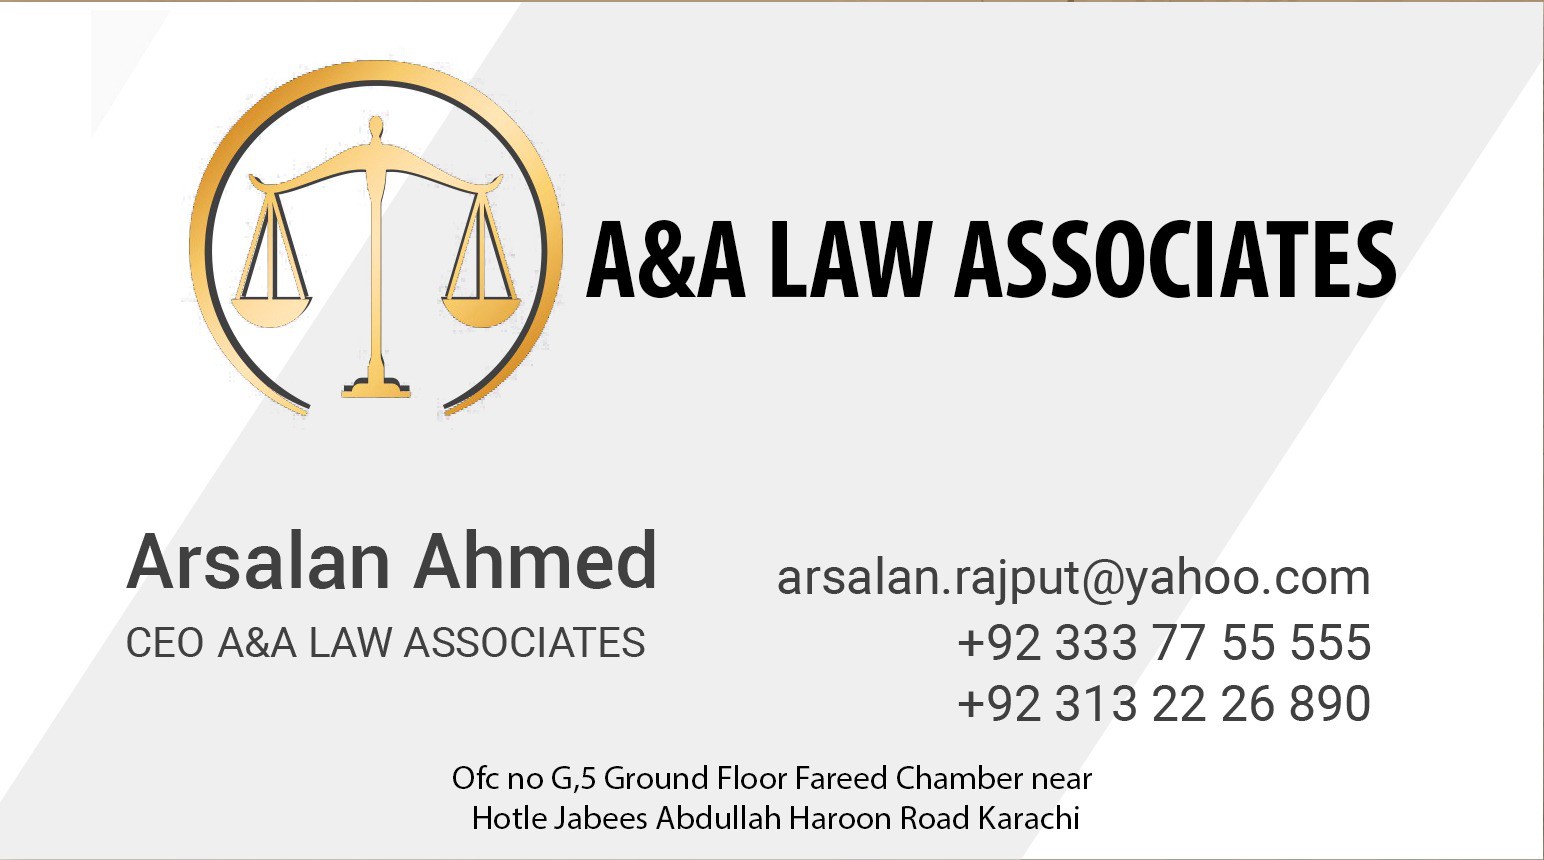 A&A LAW ASSOCIATES
Arsalan Ahmed
CEO A&A LAW ASSOCIATES
arsalan.rajput@yahoo.com
+92 333 77 55 555
+92 313 22 26 890
Ofc no G,5 Ground Floor Fareed Chamber near
Hotle Jabees Abdullah Haroon Road Karachi